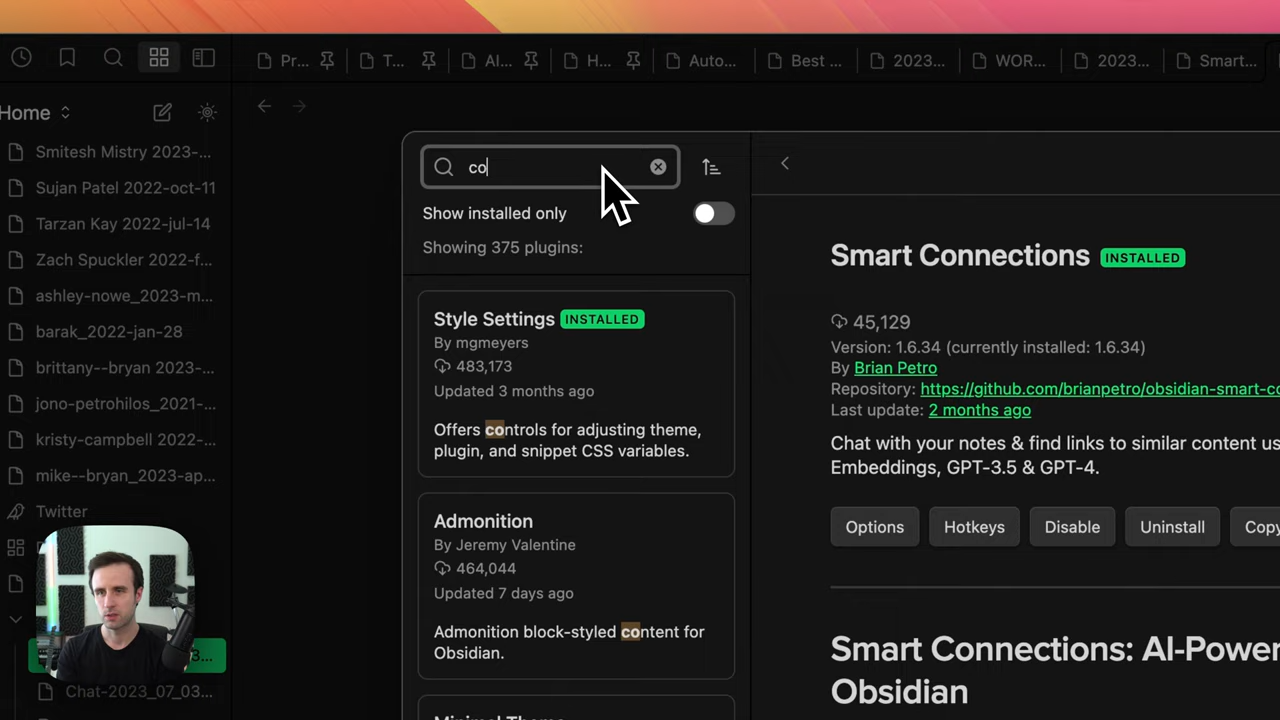 Pr...
T...
AI...
H...
Auto...
Best ...
2023...
WOR...
2023...
Smart...
Home
Smitesh Mistry 2023-...
Sujan Patel 2022-oct-11
Tarzan Kay 2022-jul-14
Zach Spuckler 2022-f...
ashley-nowe_2023-m...
barak_2022-jan-28
brittany--bryan 2023-...
jono-petrohilos_2021-...
kristy-campbell 2022-...
mike--bryan_2023-ap...
Twitter
3...
Chat-2023_07_03...
co
Show installed only
Showing 375 plugins:
Style Settings INSTALLED
By mgmeyers
483,173
Updated 3 months ago
Offers controls for adjusting theme,
plugin, and snippet CSS variables.
Admonition
By Jeremy Valentine
464,044
Updated 7 days ago
Admonition block-styled content for
Obsidian.
Minimal Theme
Smart Connections INSTALLED
45,129
Version: 1.6.34 (currently installed: 1.6.34)
By Brian Petro
Repository: https://github.com/brianpetro/obsidian-smart-co
Last update: 2 months ago
Chat with your notes & find links to similar content us
Embeddings, GPT-3.5 & GPT-4.
Options
Hotkeys
Disable
Uninstall
Copy
Smart Connections: AI-Power
Obsidian